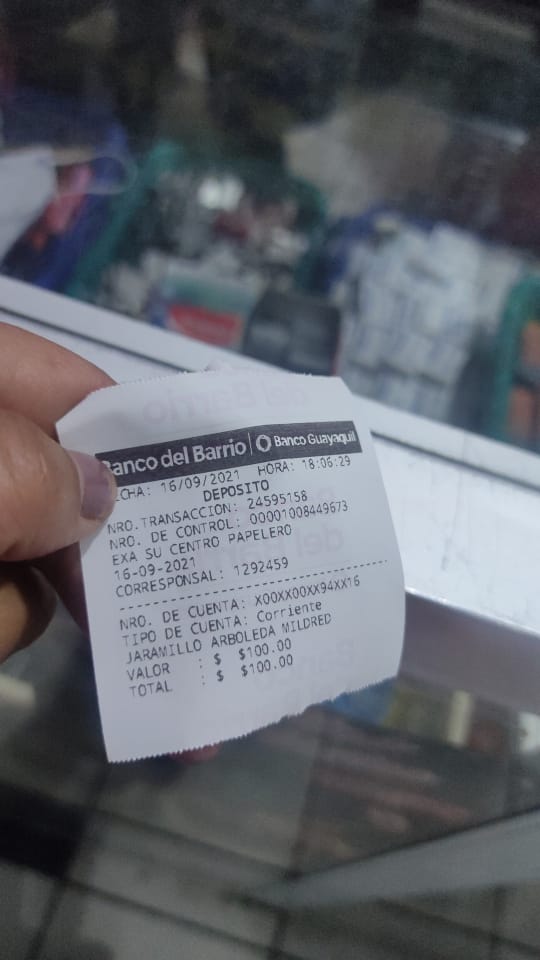 Banco del Barrio | Banco Guayaquil
FECHA: 16/09/2021 HORA: 18:06:29
DEPOSITO
NRO.TRANSACCION: 24595158
NRO. DE CONTROL: 00001008449673
EXA SU CENTRO PAPELERO
16-09-2021
CORRESPONSAL: 1292459
NRO. DE CUENTA: X00XX00XX94XX16
TIPO DE CUENTA: Corriente
JARAMILLO ARBOLEDA MILDRED
VALOR : $ $100.00
TOTAL : $ $100.00